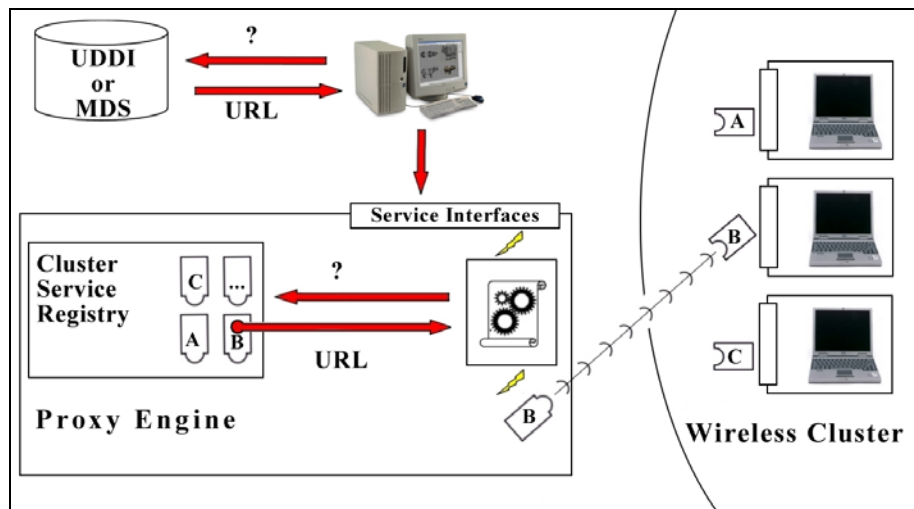 UDDI
or
MDS
?
URL
Service Interfaces
Cluster
Service
Registry
C
...
A
B
?
URL
B
Proxy Engine
A
B
C
Wireless Cluster